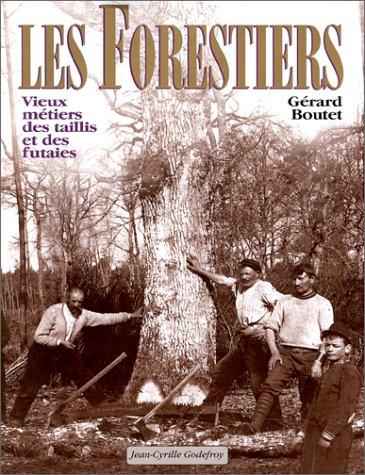 LES FORESTIERS
Vieux
métiers
des taillis
et des
futaies
Gérard
Boutet
Jean-Cyrille Godefroy